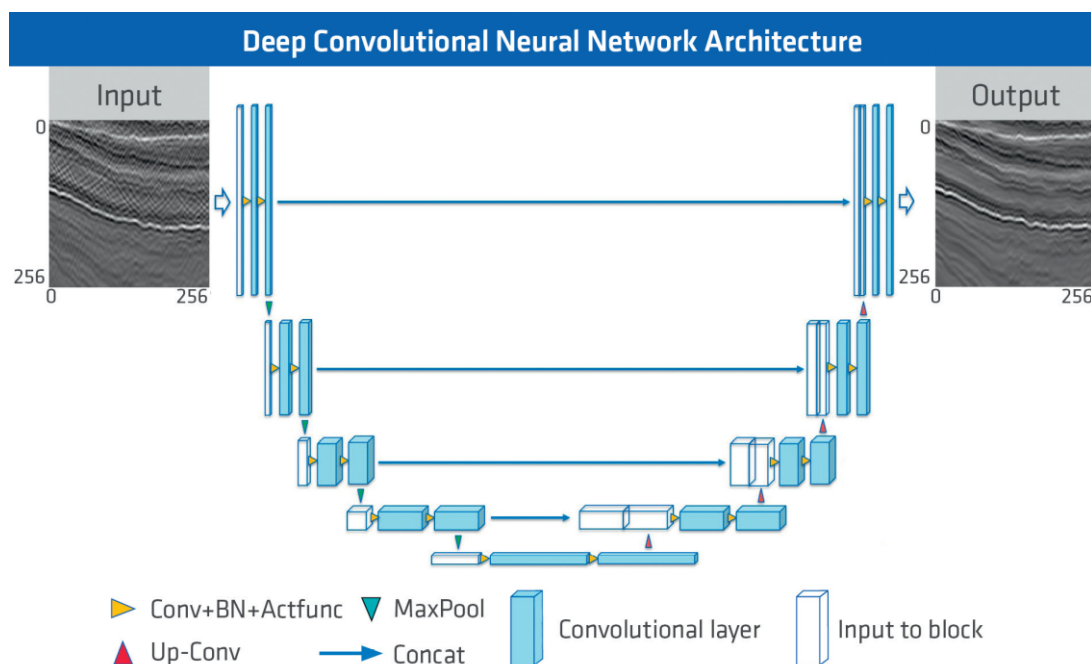 Deep Convolutional Neural Network Architecture
Input
Output
0
256
0
256
0
256
0
256
Conv+BN+Actfunc
MaxPool
Convolutional layer
Input to block
Up-Conv
Concat